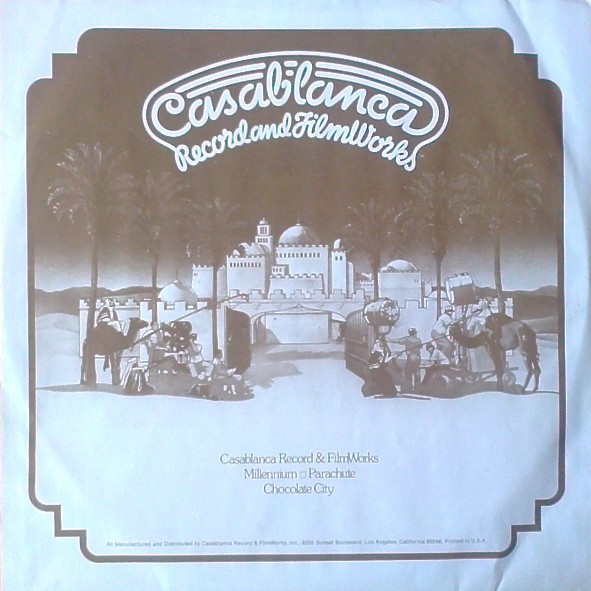 Casablanca
Record and FilmWorks
Casablanca Record & FilmWorks
Millennium □ Parachute
Chocolate City
All Manufactured and Distributed by Casablanca Record & FilmWorks, Inc., 8255 Sunset Boulevard, Los Angeles, California 90046, Printed in U.S.A.